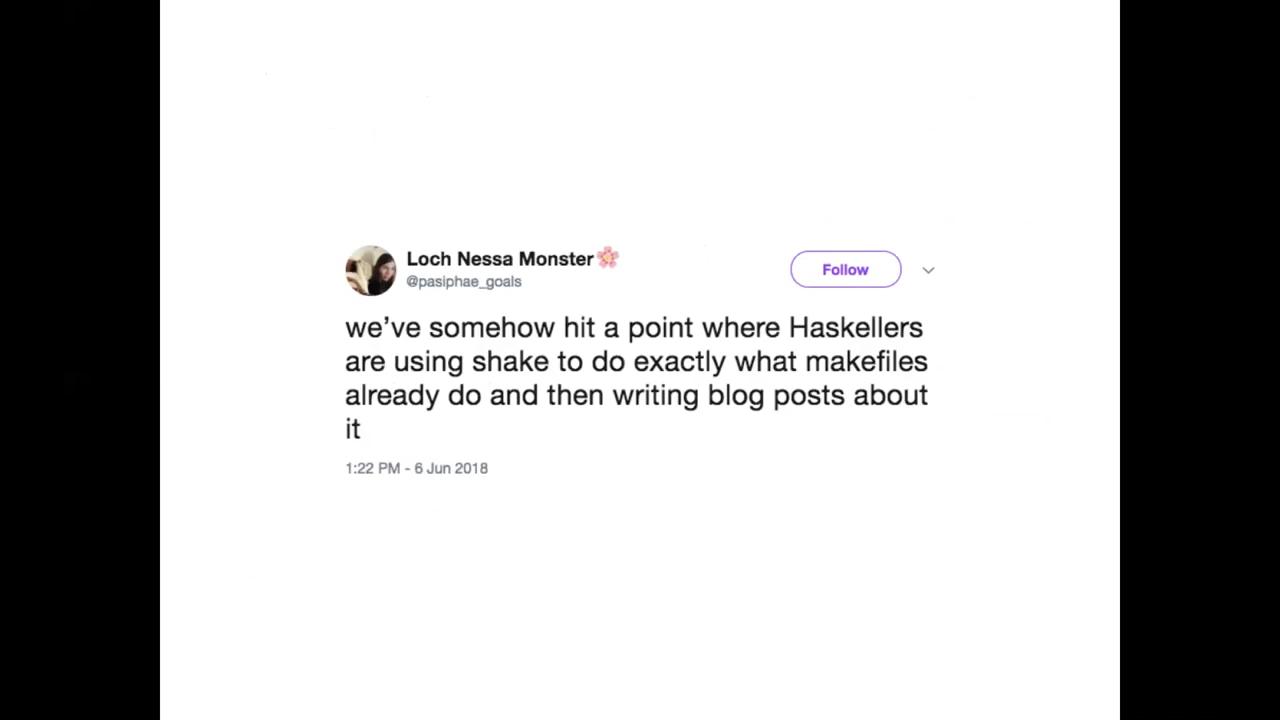 Loch Nessa Monster🌸
@pasiphae_goals
Follow
we’ve somehow hit a point where Haskellers
are using shake to do exactly what makefiles
already do and then writing blog posts about
it
1:22 PM - 6 Jun 2018